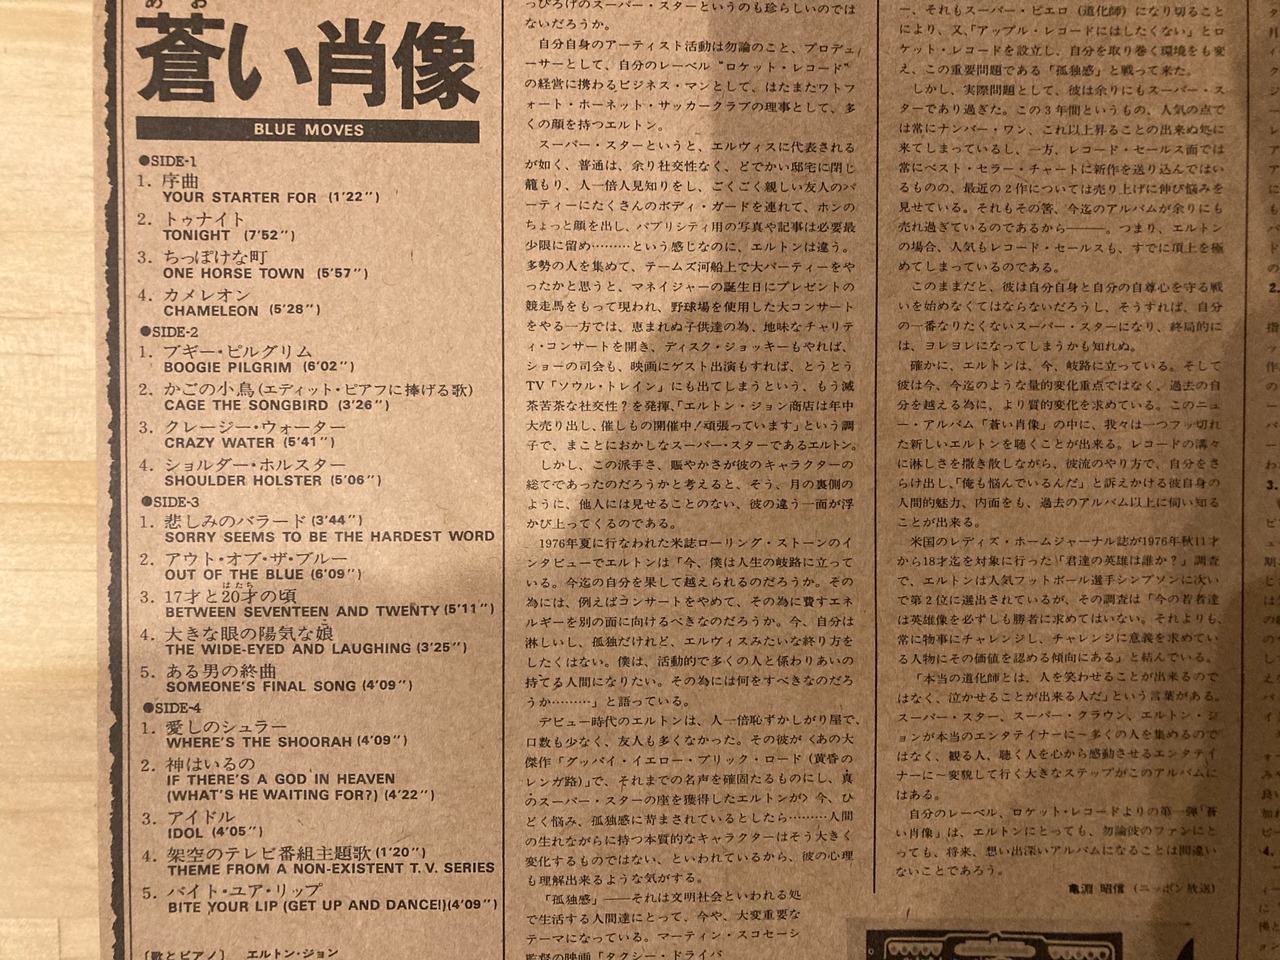 あお
蒼い肖像
BLUE MOVES
●SIDE-1
1. 序曲
YOUR STARTER FOR (1'22")
2. トゥナイト
TONIGHT (7'52")
3. ちっぽけな町
ONE HORSE TOWN (5'57")
4. カメレオン
CHAMELEON (5'28")
●SIDE-2
1. ブギー・ピルグリム
BOOGIE PILGRIM (6'02")
2. かごの小鳥(エディット・ピアフに捧げる歌)
CAGE THE SONGBIRD (3'26")
3. クレージー・ウォーター
CRAZY WATER (5'41")
4. ショルダー・ホルスター
SHOULDER HOLSTER (5'06")
●SIDE-3
1. 悲しみのバラード(3'44")
SORRY SEEMS TO BE THE HARDEST WORD
2. アウト・オブ・ザ・ブルー
OUT OF THE BLUE (6'09")
はたち
3. 17才と20才の頃
BETWEEN SEVENTEEN AND TWENTY (5'11")
こ
4. 大きな眼の陽気な娘
THE WIDE-EYED AND LAUGHING (3'25")
5. ある男の終曲
SOMEONE'S FINAL SONG (4'09")
●SIDE-4
1. 愛しのシュラー
WHERE'S THE SHOORAH (4'09")
2. 神はいるの
IF THERE'S A GOD IN HEAVEN
(WHAT'S HE WAITING FOR?) (4'22")
3. アイドル
IDOL (4'05")
4. 架空のテレビ番組主題歌(1'20")
THEME FROM A NON-EXISTENT T.V. SERIES
5. バイト・ユア・リップ
BITE YOUR LIP (GET UP AND DANCE!)(4'09")
〔歌とピアノ〕 エルトン・ジョン
っぴろげのスーパー・スターというのも珍らしいのでは
ないだろうか。
自分自身のアーティスト活動は勿論のこと、プロデュ
ーサーとして、自分のレーベル“ロケット・レコード”
の経営に携わるビジネス・マンとして、はたまたワトフ
ォート・ホーネット・サッカークラブの理事として、多
くの顔を持つエルトン。
スーパー・スターというと、エルヴィスに代表される
が如く、普通は、余り社交性なく、どでかい邸宅に閉じ
籠もり、人一倍人見知りをし、ごくごく親しい友人のパ
ーティーにたくさんのボディ・ガードを連れて、ホンの
ちょっと顔を出し、パブリシティ用の写真や記事は必要最
少限に留め………という感じなのに、エルトンは違う。
多勢の人を集めて、テームズ河船上で大パーティーをや
ったかと思うと、マネイジャーの誕生日にプレゼントの
競走馬をもって現われ、野球場を使用した大コンサート
をやる一方では、恵まれぬ子供達の為、地味なチャリテ
ィ・コンサートを開き、ディスク・ジョッキーもやれば、
ショーの司会も、映画にゲスト出演もすれば、とうとう
TV「ソウル・トレイン」にも出てしまうという、もう滅
茶苦茶な社交性?を発揮、「エルトン・ジョン商店は年中
大売り出し、催しもの開催中!頑張っています」という調
子で、まことにおかしなスーパー・スターであるエルトン。
しかし、この派手さ、賑やかさが彼のキャラクターの
総てであったのだろうかと考えると、そう、月の裏側の
ように、他人には見せることのない、彼の違う一面が浮
かび上ってくるのである。
1976年夏に行なわれた米誌ローリング・ストーンのイ
ンタビューでエルトンは「今、僕は人生の岐路に立って
いる。今迄の自分を果して越えられるのだろうか。その
為には、例えばコンサートをやめて、その為に費すエネ
ルギーを別の面に向けるべきなのだろうか。今、自分は
淋しいし、孤独だけれど、エルヴィスみたいな終り方を
したくはない。僕は、活動的で多くの人と係わりあいの
持てる人間になりたい。その為には何をすべきなのだろ
うか………」と語っている。
デビュー時代のエルトンは、人一倍恥ずかしがり屋で、
口数も少なく、友人も多くなかった。その彼が〈あの大
傑作「グッバイ・イエロー・ブリック・ロード(黄昏の
レンガ路)」で、それまでの名声を確固たるものにし、真
のスーパー・スターの座を獲得したエルトンが〉今、ひ
どく悩み、孤独感に苛まされているとしたら………人間
の生れながらに持つ本質的なキャラクターはそう大きく
変化するものではない、といわれているから、彼の心理
も理解出来るような気がする。
「孤独感」――それは文明社会といわれる処
で生活する人間達にとって、今や、大変重要な
テーマになっている。マーティン・スコセーシ
監督の映画「タクシー・ドライバ
ー、それもスーパー・ピエロ(道化師)になり切ること
により、又、「アップル・レコードにはしたくない」とロ
ケット・レコードを設立し、自分を取り巻く環境をも変
え、この重要問題である「孤独感」と戦って来た。
しかし、実際問題として、彼は余りにもスーパー・ス
ターであり過ぎた。この3年間というもの、人気の点で
は常にナンバー・ワン、これ以上昇ることの出来ぬ処に
来てしまっているし、一方、レコード・セールス面では
常にベスト・セラー・チャートに新作を送り込んではい
るものの、最近の2作については売り上げに伸び悩みを
見せている。それもその筈、今迄のアルバムが余りにも
売れ過ぎているのであるから――。つまり、エルトン
の場合、人気もレコード・セールスも、すでに頂上を極
めてしまっているのである。
このままだと、彼は自分自身と自分の自尊心を守る戦
いを始めなくてはならないだろうし、そうすれば、自分
の一番なりたくないスーパー・スターになり、終局的に
は、ヨレヨレになってしまうかも知れぬ。
確かに、エルトンは、今、岐路に立っている。そして
彼は今、今迄のような量的変化重点ではなく、過去の自
分を越える為に、より質的変化を求めている。このニュ
ー・アルバム「蒼い肖像」の中に、我々は一つフッ切れ
た新しいエルトンを聴くことが出来る。レコードの溝々
に淋しさを撒き散しながら、彼流のやり方で、自分をさ
らけ出し、「俺も悩んでいるんだ」と訴えかける彼自身の
人間的魅力、内面をも、過去のアルバム以上に伺い知る
ことが出来る。
米国のレディズ・ホームジャーナル誌が1976年秋11才
から18才迄を対象に行った「君達の英雄は誰か?」調査
で、エルトンは人気フットボール選手シンプソンに次い
で第2位に選出されているが、その調査は「今の若者達
は英雄像を必ずしも勝者に求めてはいない。それよりも、
常に物事にチャレンジし、チャレンジに意義を求めてい
る人物にその価値を認める傾向にある」と結んでいる。
「本当の道化師とは、人を笑わせることが出来るので
はなく、泣かせることが出来る人だ」という言葉がある。
スーパー・スター、スーパー・クラウン、エルトン・ジ
ョンが本当のエンタテイナーに~多くの人を集めるので
はなく、観る人、聴く人を心から感動させるエンタテイ
ナーに~変貌して行く大きなステップがこのアルバムに
はある。
自分のレーベル、ロケット・レコードよりの第一弾「蒼
い肖像」は、エルトンにとっても、勿論彼のファンにと
っても、将来、想い出深いアルバムになることは間違い
ないことであろう。
亀淵 昭信(ニッポン放送)